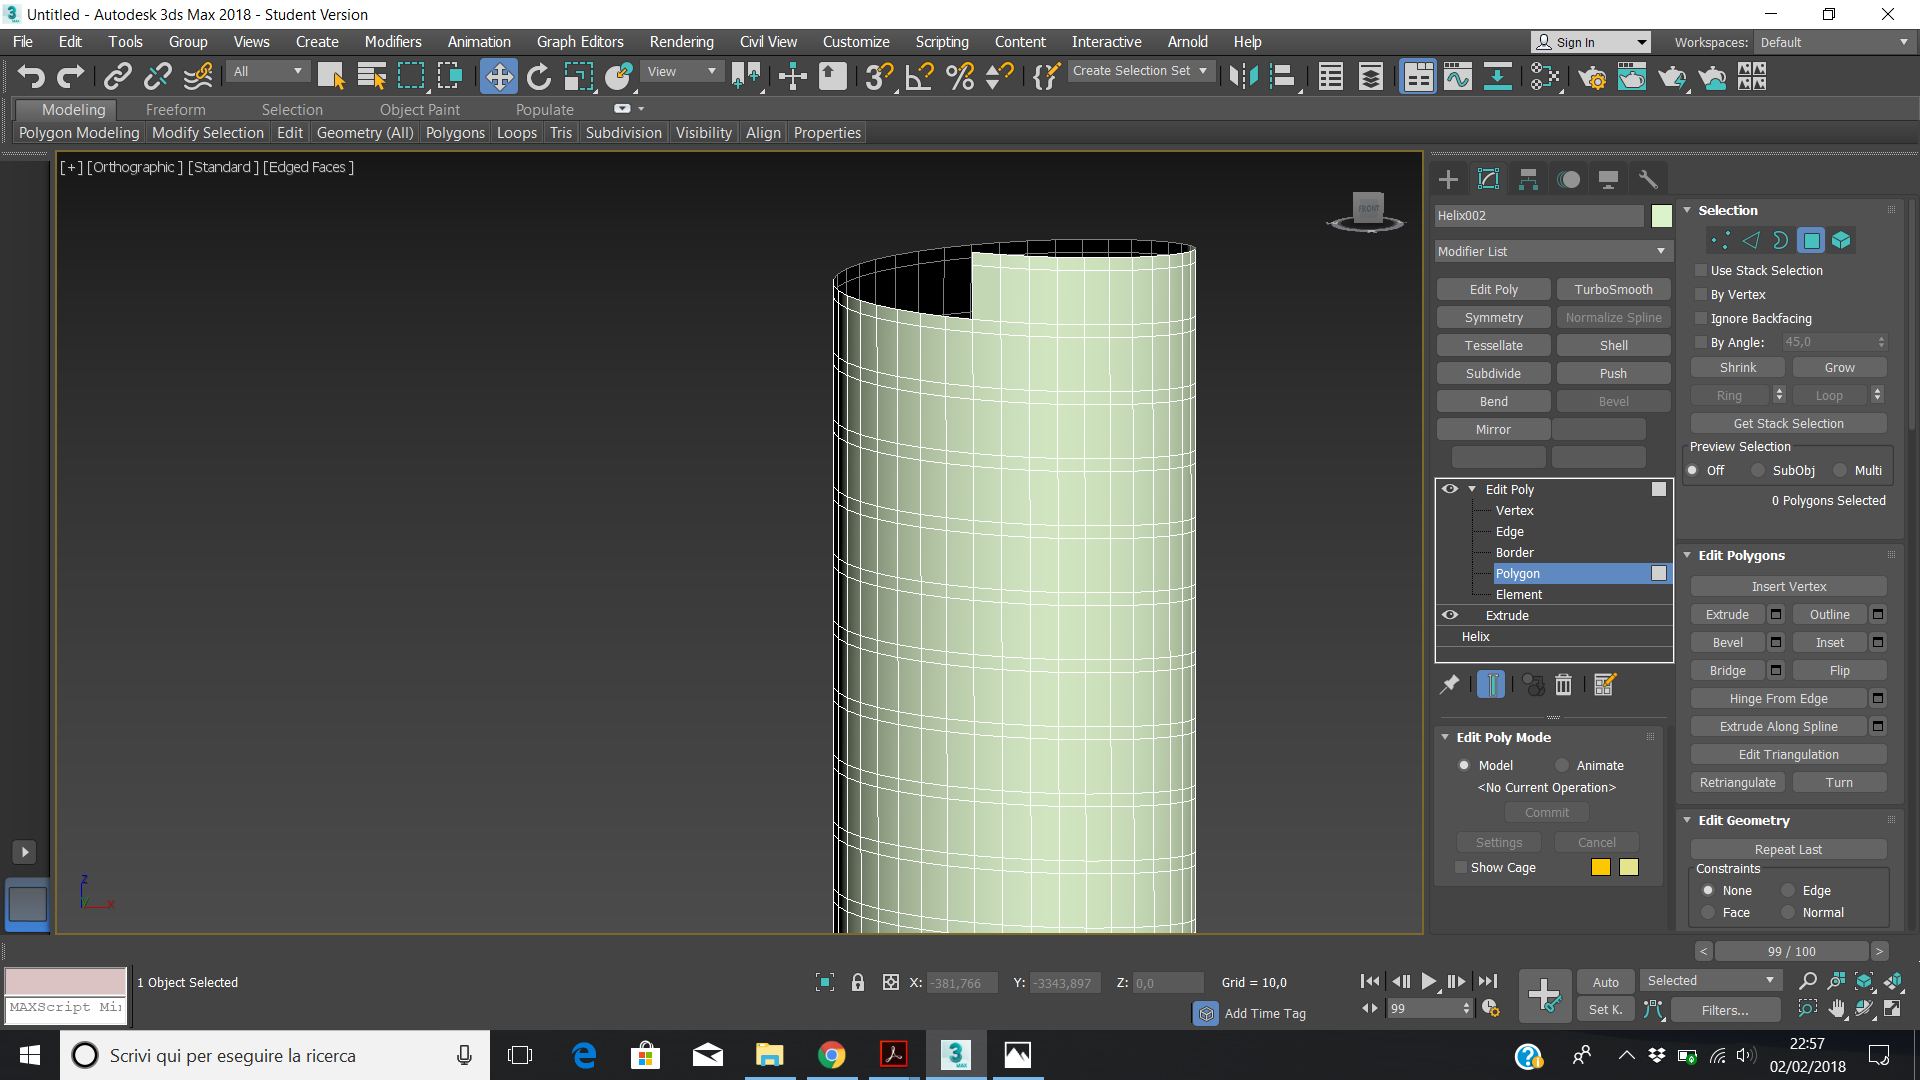 Untitled - Autodesk 3ds Max 2018 - Student Version
File Edit Tools Group Views Create Modifiers Animation Graph Editors Rendering Civil View Customize Scripting Content Interactive Arnold Help
Sign In Workspaces: Default
All View Create Selection Set
Modeling Freeform Selection Object Paint Populate
Polygon Modeling Modify Selection Edit Geometry (All) Polygons Loops Tris Subdivision Visibility Align Properties
[+] [Orthographic ] [Standard ] [Edged Faces ]
FRONT
Helix002
Modifier List
Edit Poly TurboSmooth
Symmetry Normalize Spline
Tessellate Shell
Subdivide Push
Bend Bevel
Mirror
Edit Poly
Vertex
Edge
Border
Polygon
Element
Extrude
Helix
Edit Poly Mode
Model Animate
<No Current Operation>
Commit
Settings Cancel
Show Cage
Selection
Use Stack Selection
By Vertex
Ignore Backfacing
By Angle: 45,0
Shrink Grow
Ring Loop
Get Stack Selection
Preview Selection
Off SubObj Multi
0 Polygons Selected
Edit Polygons
Insert Vertex
Extrude Outline
Bevel Inset
Bridge Flip
Hinge From Edge
Extrude Along Spline
Edit Triangulation
Retriangulate Turn
Edit Geometry
Repeat Last
Constraints
None Edge
Face Normal
z
x
< 99 / 100 >
1 Object Selected X: -381,766 Y: -3343,897 Z: 0,0 Grid = 10,0
Auto Selected
MAXScript Mi
Add Time Tag 99 Set K. Filters...
Scrivi qui per eseguire la ricerca
3 MAX
22:57
02/02/2018